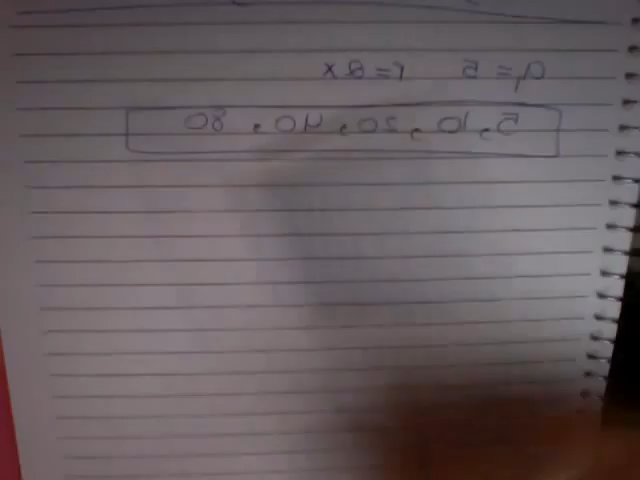 a₁ = 5 r = 2x
5, 10, 20, 40, 80